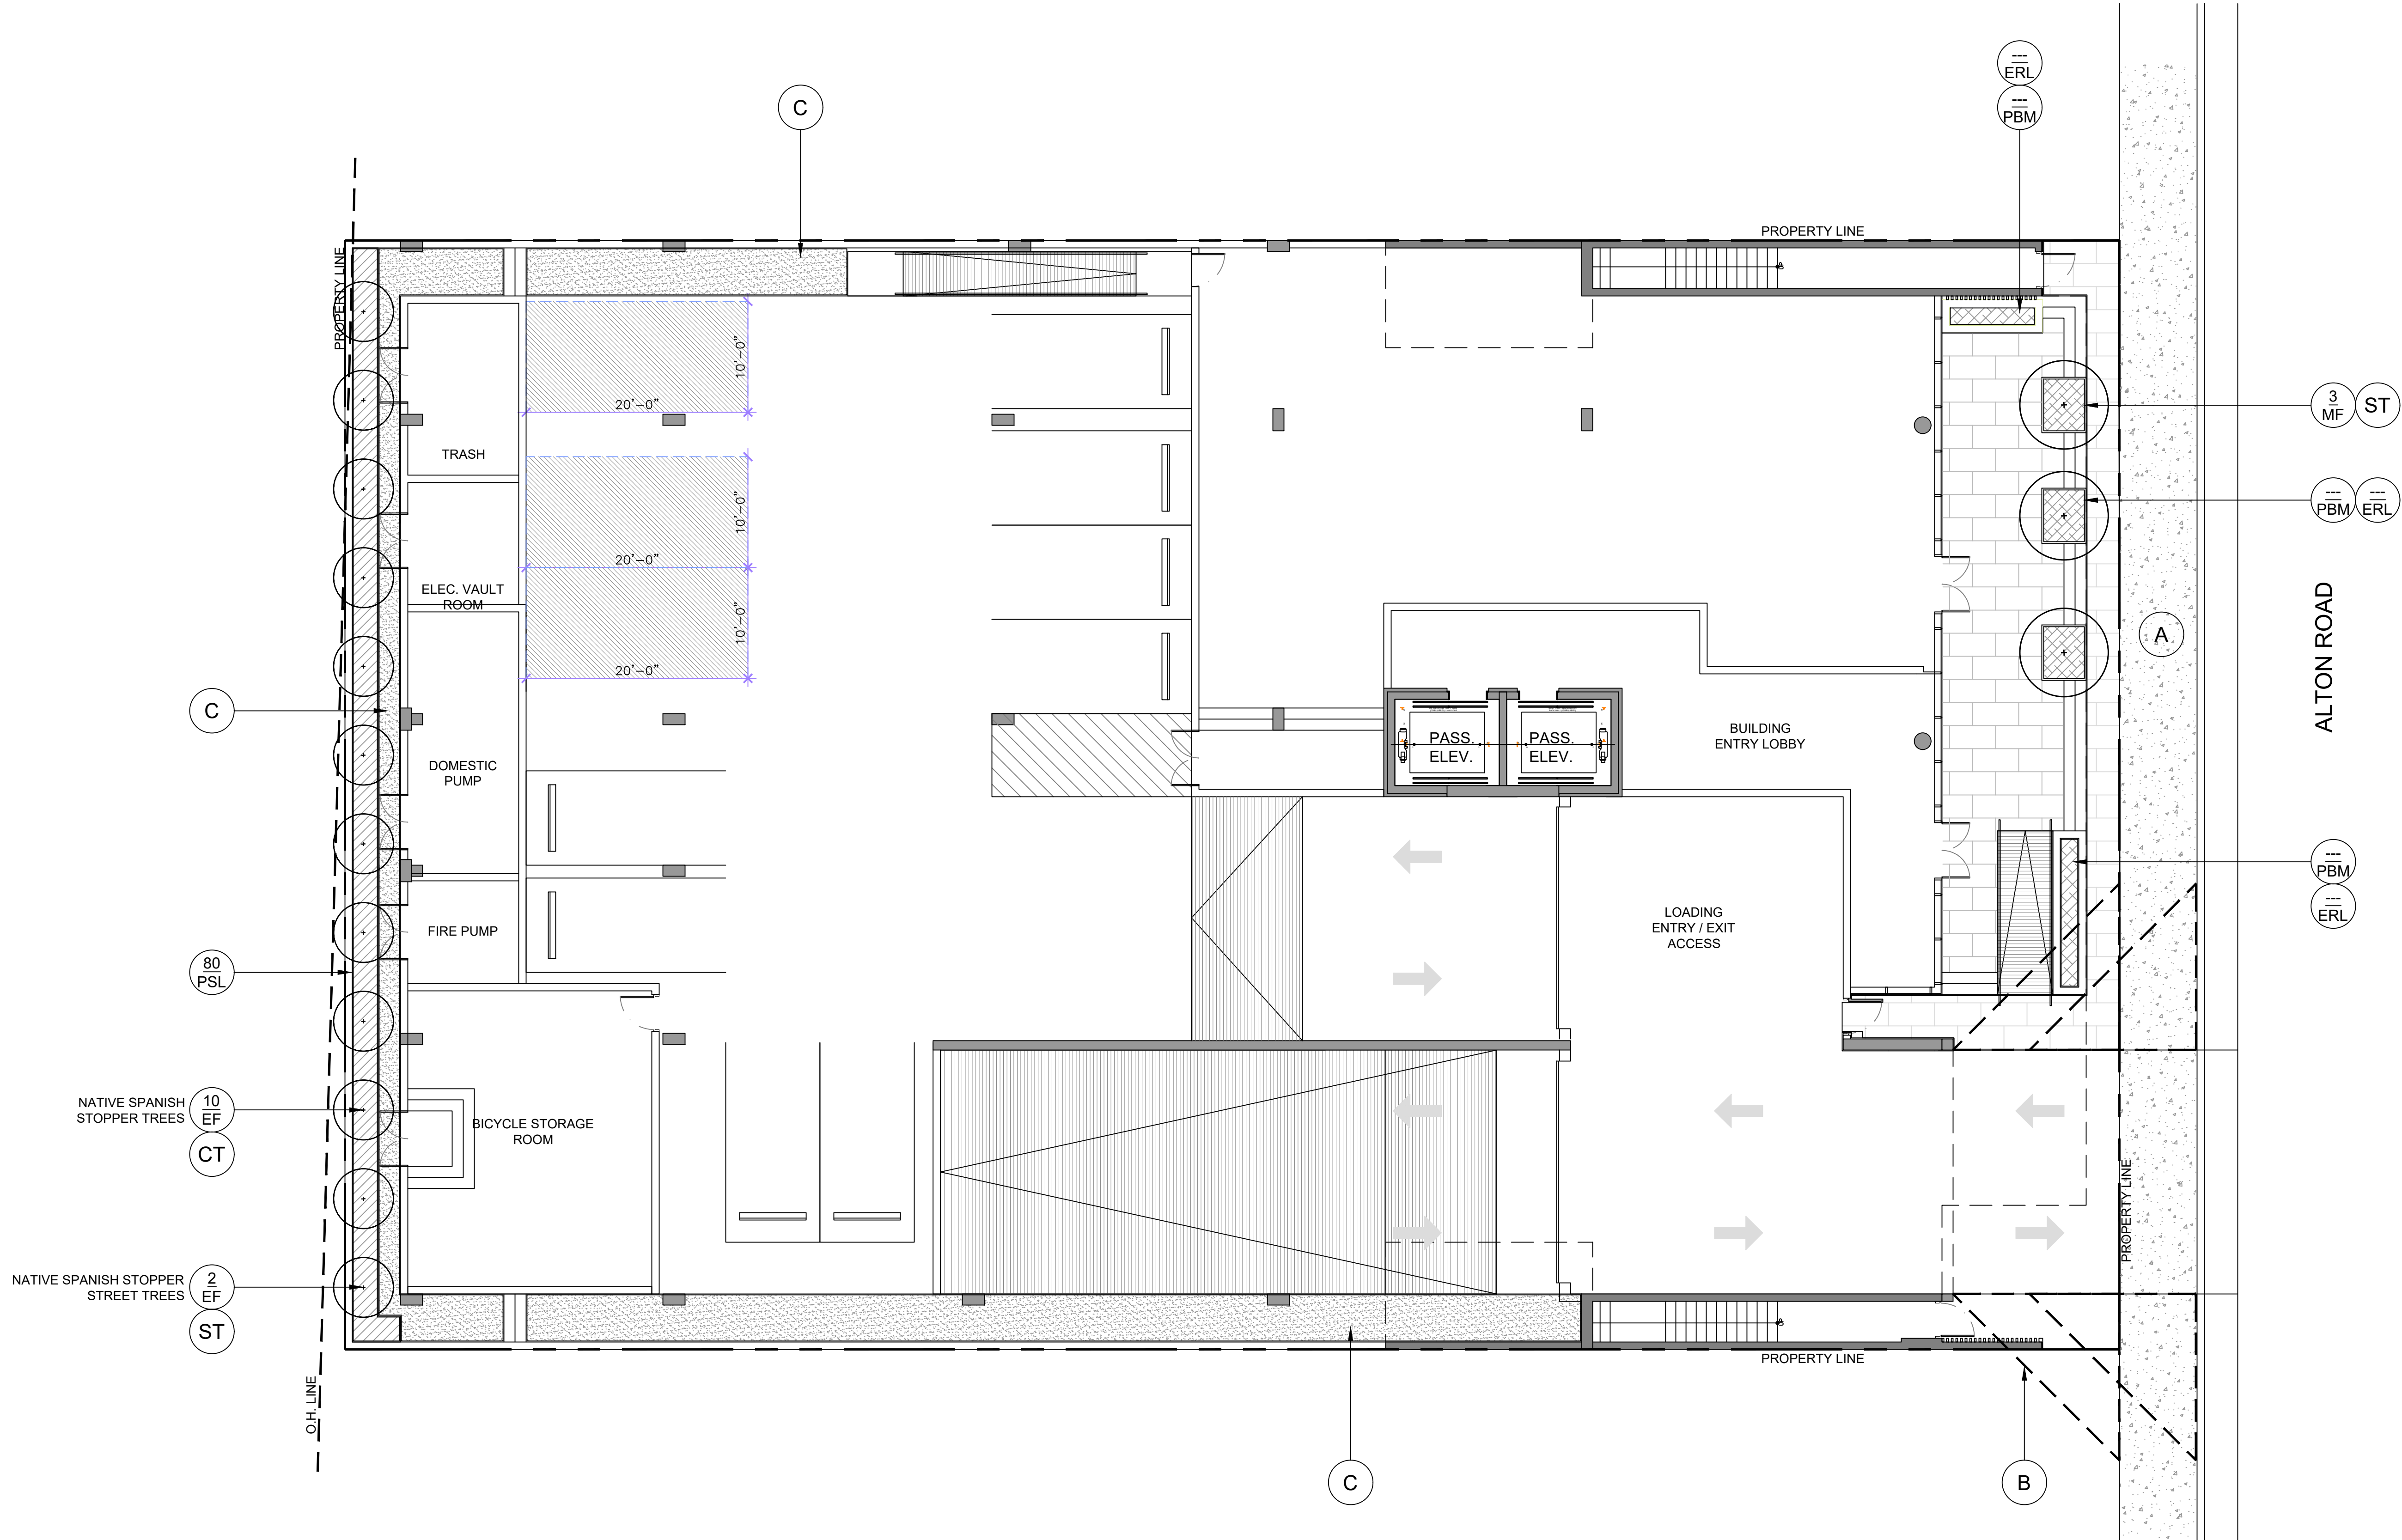 ---
ERL
---
PBM
C
PROPERTY LINE
PROPERTY LINE
10'-0"
20'-0"
3
MF
ST
TRASH
10'-0"
---
PBM
---
ERL
20'-0"
ELEC. VAULT
ROOM
10'-0"
A
ALTON ROAD
20'-0"
C
DOMESTIC
PUMP
PASS.
ELEV.
PASS.
ELEV.
BUILDING
ENTRY LOBBY
---
PBM
---
ERL
FIRE PUMP
LOADING
ENTRY / EXIT
ACCESS
80
PSL
NATIVE SPANISH
STOPPER TREES
10
EF
CT
BICYCLE STORAGE
ROOM
PROPERTY LINE
NATIVE SPANISH STOPPER
STREET TREES
2
EF
ST
PROPERTY LINE
O.H. LINE
C
B